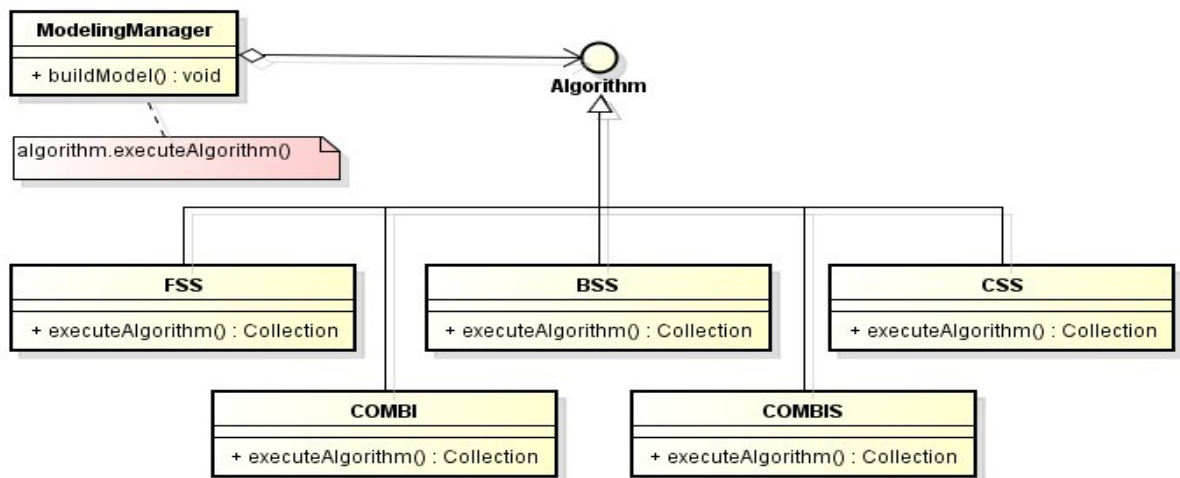 ModelingManager
+ buildModel() : void
Algorithm
algorithm.executeAlgorithm()
FSS
+ executeAlgorithm() : Collection
BSS
+ executeAlgorithm() : Collection
CSS
+ executeAlgorithm() : Collection
COMBI
+ executeAlgorithm() : Collection
COMBIS
+ executeAlgorithm() : Collection